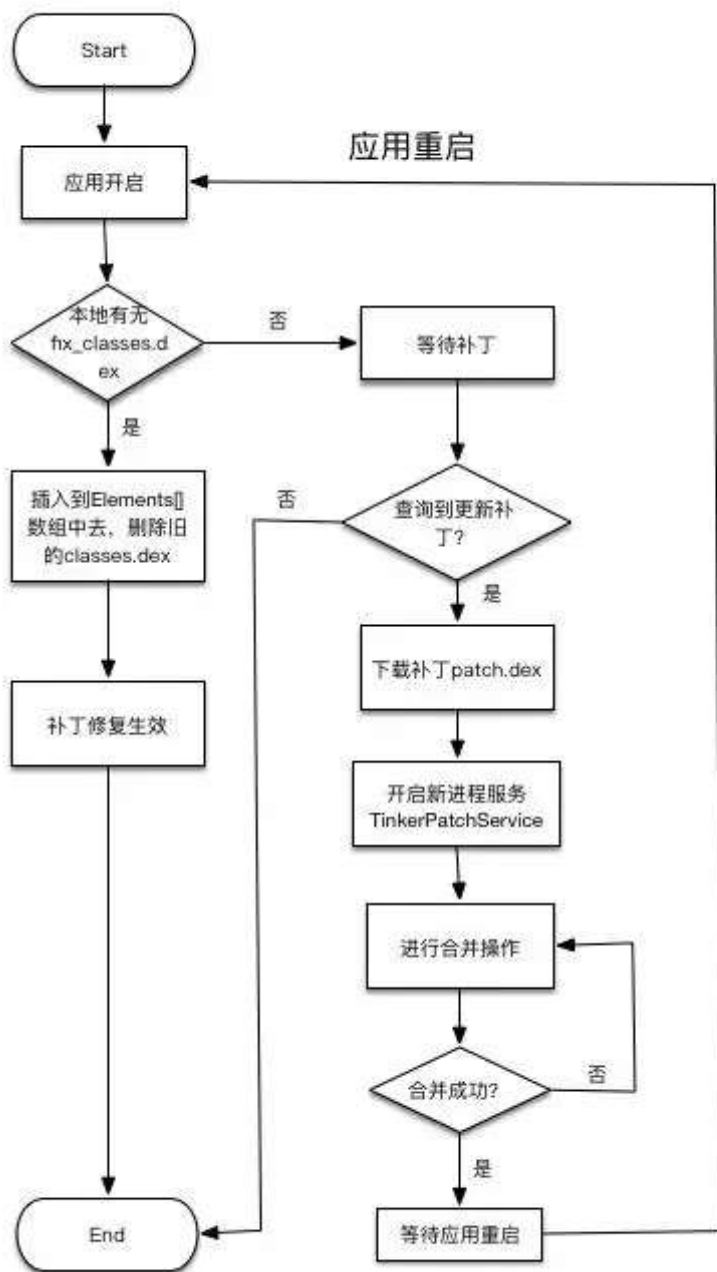 Start
应用重启
应用开启
本地有无
fix_classes.d
ex
否
等待补丁
是
插入到Elements[]
数组中去，删除旧
的classes.dex
否
查询到更新补
丁?
是
下载补丁patch.dex
补丁修复生效
开启新进程服务
TinkerPatchService
进行合并操作
合并成功?
否
是
End
等待应用重启